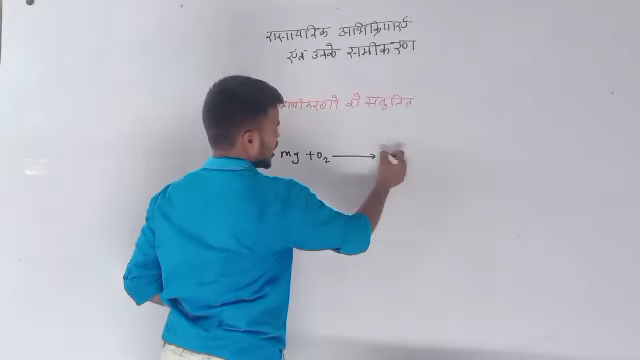 रासायनिक अभिक्रियाएँ
एवं उनके समीकरण
समीकरणो को संतुलित
mg + O2 ⟶